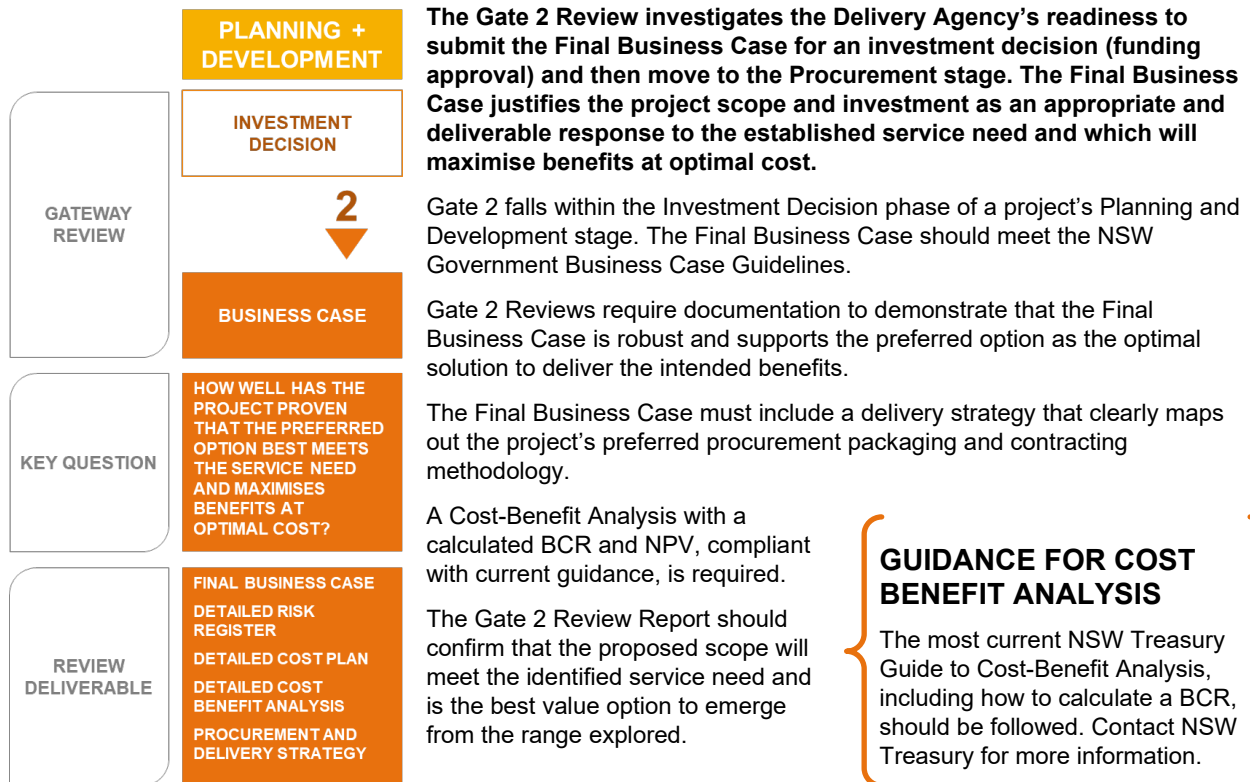 PLANNING +
DEVELOPMENT
GATEWAY
REVIEW
INVESTMENT
DECISION
2
BUSINESS CASE
KEY QUESTION
HOW WELL HAS THE
PROJECT PROVEN
THAT THE PREFERRED
OPTION BEST MEETS
THE SERVICE NEED
AND MAXIMISES
BENEFITS AT
OPTIMAL COST?
REVIEW
DELIVERABLE
FINAL BUSINESS CASE
DETAILED RISK
REGISTER
DETAILED COST PLAN
DETAILED COST
BENEFIT ANALYSIS
PROCUREMENT AND
DELIVERY STRATEGY
The Gate 2 Review investigates the Delivery Agency's readiness to
submit the Final Business Case for an investment decision (funding
approval) and then move to the Procurement stage. The Final Business
Case justifies the project scope and investment as an appropriate and
deliverable response to the established service need and which will
maximise benefits at optimal cost.
Gate 2 falls within the Investment Decision phase of a project's Planning and
Development stage. The Final Business Case should meet the NSW
Government Business Case Guidelines.
Gate 2 Reviews require documentation to demonstrate that the Final
Business Case is robust and supports the preferred option as the optimal
solution to deliver the intended benefits.
The Final Business Case must include a delivery strategy that clearly maps
out the project's preferred procurement packaging and contracting
methodology.
A Cost-Benefit Analysis with a
calculated BCR and NPV, compliant
with current guidance, is required.
The Gate 2 Review Report should
confirm that the proposed scope will
meet the identified service need and
is the best value option to emerge
from the range explored.
GUIDANCE FOR COST
BENEFIT ANALYSIS
The most current NSW Treasury
Guide to Cost-Benefit Analysis,
including how to calculate a BCR,
should be followed. Contact NSW
Treasury for more information.